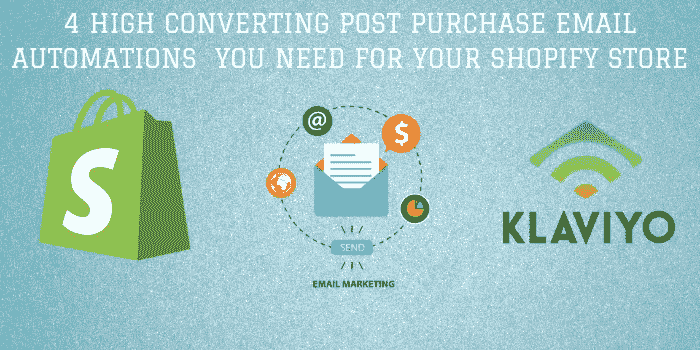 4 HIGH CONVERTING POST PURCHASE EMAIL
AUTOMATIONS YOU NEED FOR YOUR SHOPIFY STORE
S
@
$
SEND
EMAIL MARKETING
KLAVIYO